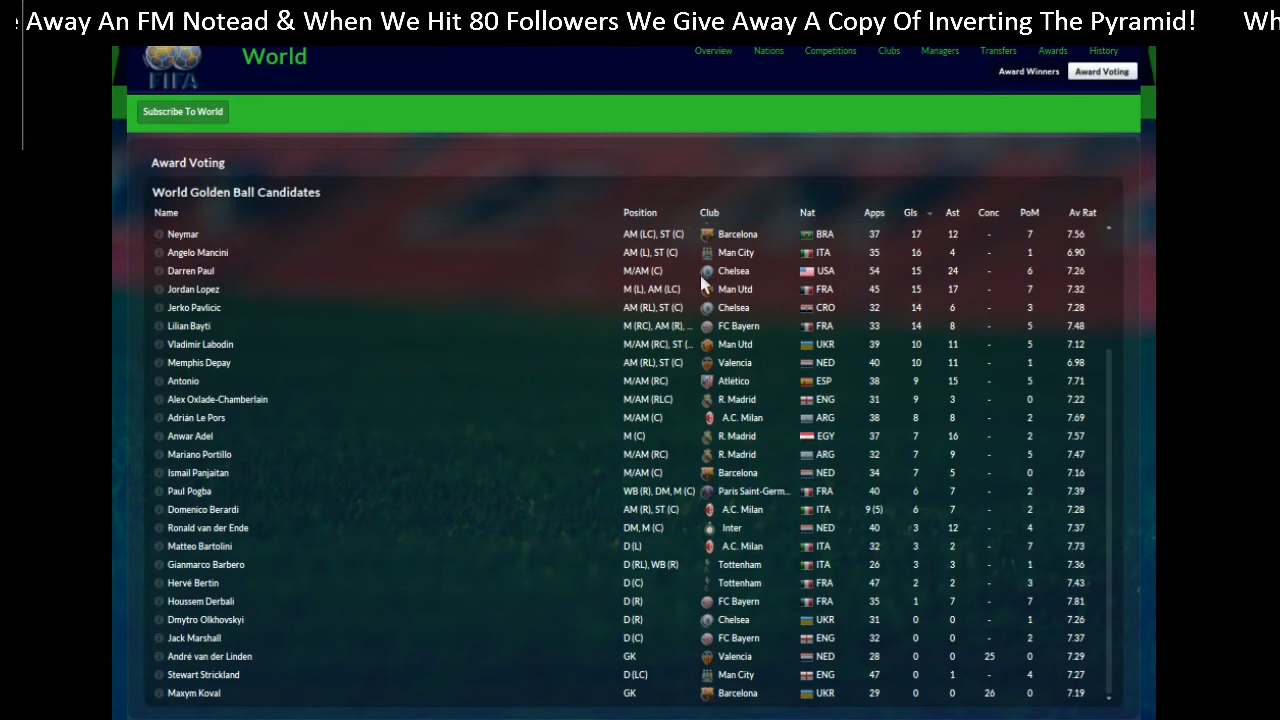 Away An FM Notead & When We Hit 80 Followers We Give Away A Copy Of Inverting The Pyramid! Wh
FIFA
World
Overview Nations Competitions Clubs Managers Transfers Awards History
Award Winners Award Voting
Subscribe To World
Award Voting
World Golden Ball Candidates
Name Position Club Nat Apps Gls Ast Conc PoM Av Rat
Neymar AM (LC), ST (C) Barcelona BRA 37 17 12 - 7 7.56
Angelo Mancini AM (L), ST (C) Man City ITA 35 16 4 - 1 6.90
Darren Paul M/AM (C) Chelsea USA 54 15 24 - 6 7.26
Jordan Lopez M (L), AM (LC) Man Utd FRA 45 15 17 - 7 7.32
Jerko Pavlicic AM (RL), ST (C) Chelsea CRO 32 14 6 - 3 7.28
Lilian Bayti M (RC), AM (R), ... FC Bayern FRA 33 14 8 - 5 7.48
Vladimir Labodin M/AM (RC), ST (... Man Utd UKR 39 10 11 - 5 7.12
Memphis Depay AM (RL), ST (C) Valencia NED 40 10 11 - 1 6.98
Antonio M/AM (RC) Atlético ESP 38 9 15 - 5 7.71
Alex Oxlade-Chamberlain M/AM (RLC) R. Madrid ENG 31 9 3 - 0 7.22
Adrián Le Pors M/AM (C) A.C. Milan ARG 38 8 8 - 2 7.69
Anwar Adel M (C) R. Madrid EGY 37 7 16 - 2 7.57
Mariano Portillo M/AM (RC) R. Madrid ARG 32 7 9 - 5 7.47
Ismail Panjaitan M/AM (C) Barcelona NED 34 7 5 - 0 7.16
Paul Pogba WB (R), DM, M (C) Paris Saint-Germ... FRA 40 6 7 - 2 7.39
Domenico Berardi AM (R), ST (C) A.C. Milan ITA 9 (5) 6 7 - 2 7.28
Ronald van der Ende DM, M (C) Inter NED 40 3 12 - 4 7.37
Matteo Bartolini D (L) A.C. Milan ITA 32 3 2 - 7 7.73
Gianmarco Barbero D (RL), WB (R) Tottenham ITA 26 3 3 - 1 7.36
Hervé Bertin D (C) Tottenham FRA 47 2 2 - 3 7.43
Houssem Derbali D (R) FC Bayern FRA 35 1 7 - 7 7.81
Dmytro Olkhovskyi D (R) Chelsea UKR 31 0 0 - 1 7.26
Jack Marshall D (C) FC Bayern ENG 32 0 0 - 2 7.37
André van der Linden GK Valencia NED 28 0 0 25 0 7.29
Stewart Strickland D (LC) Man City ENG 47 0 1 - 4 7.27
Maxym Koval GK Barcelona UKR 29 0 0 26 0 7.19